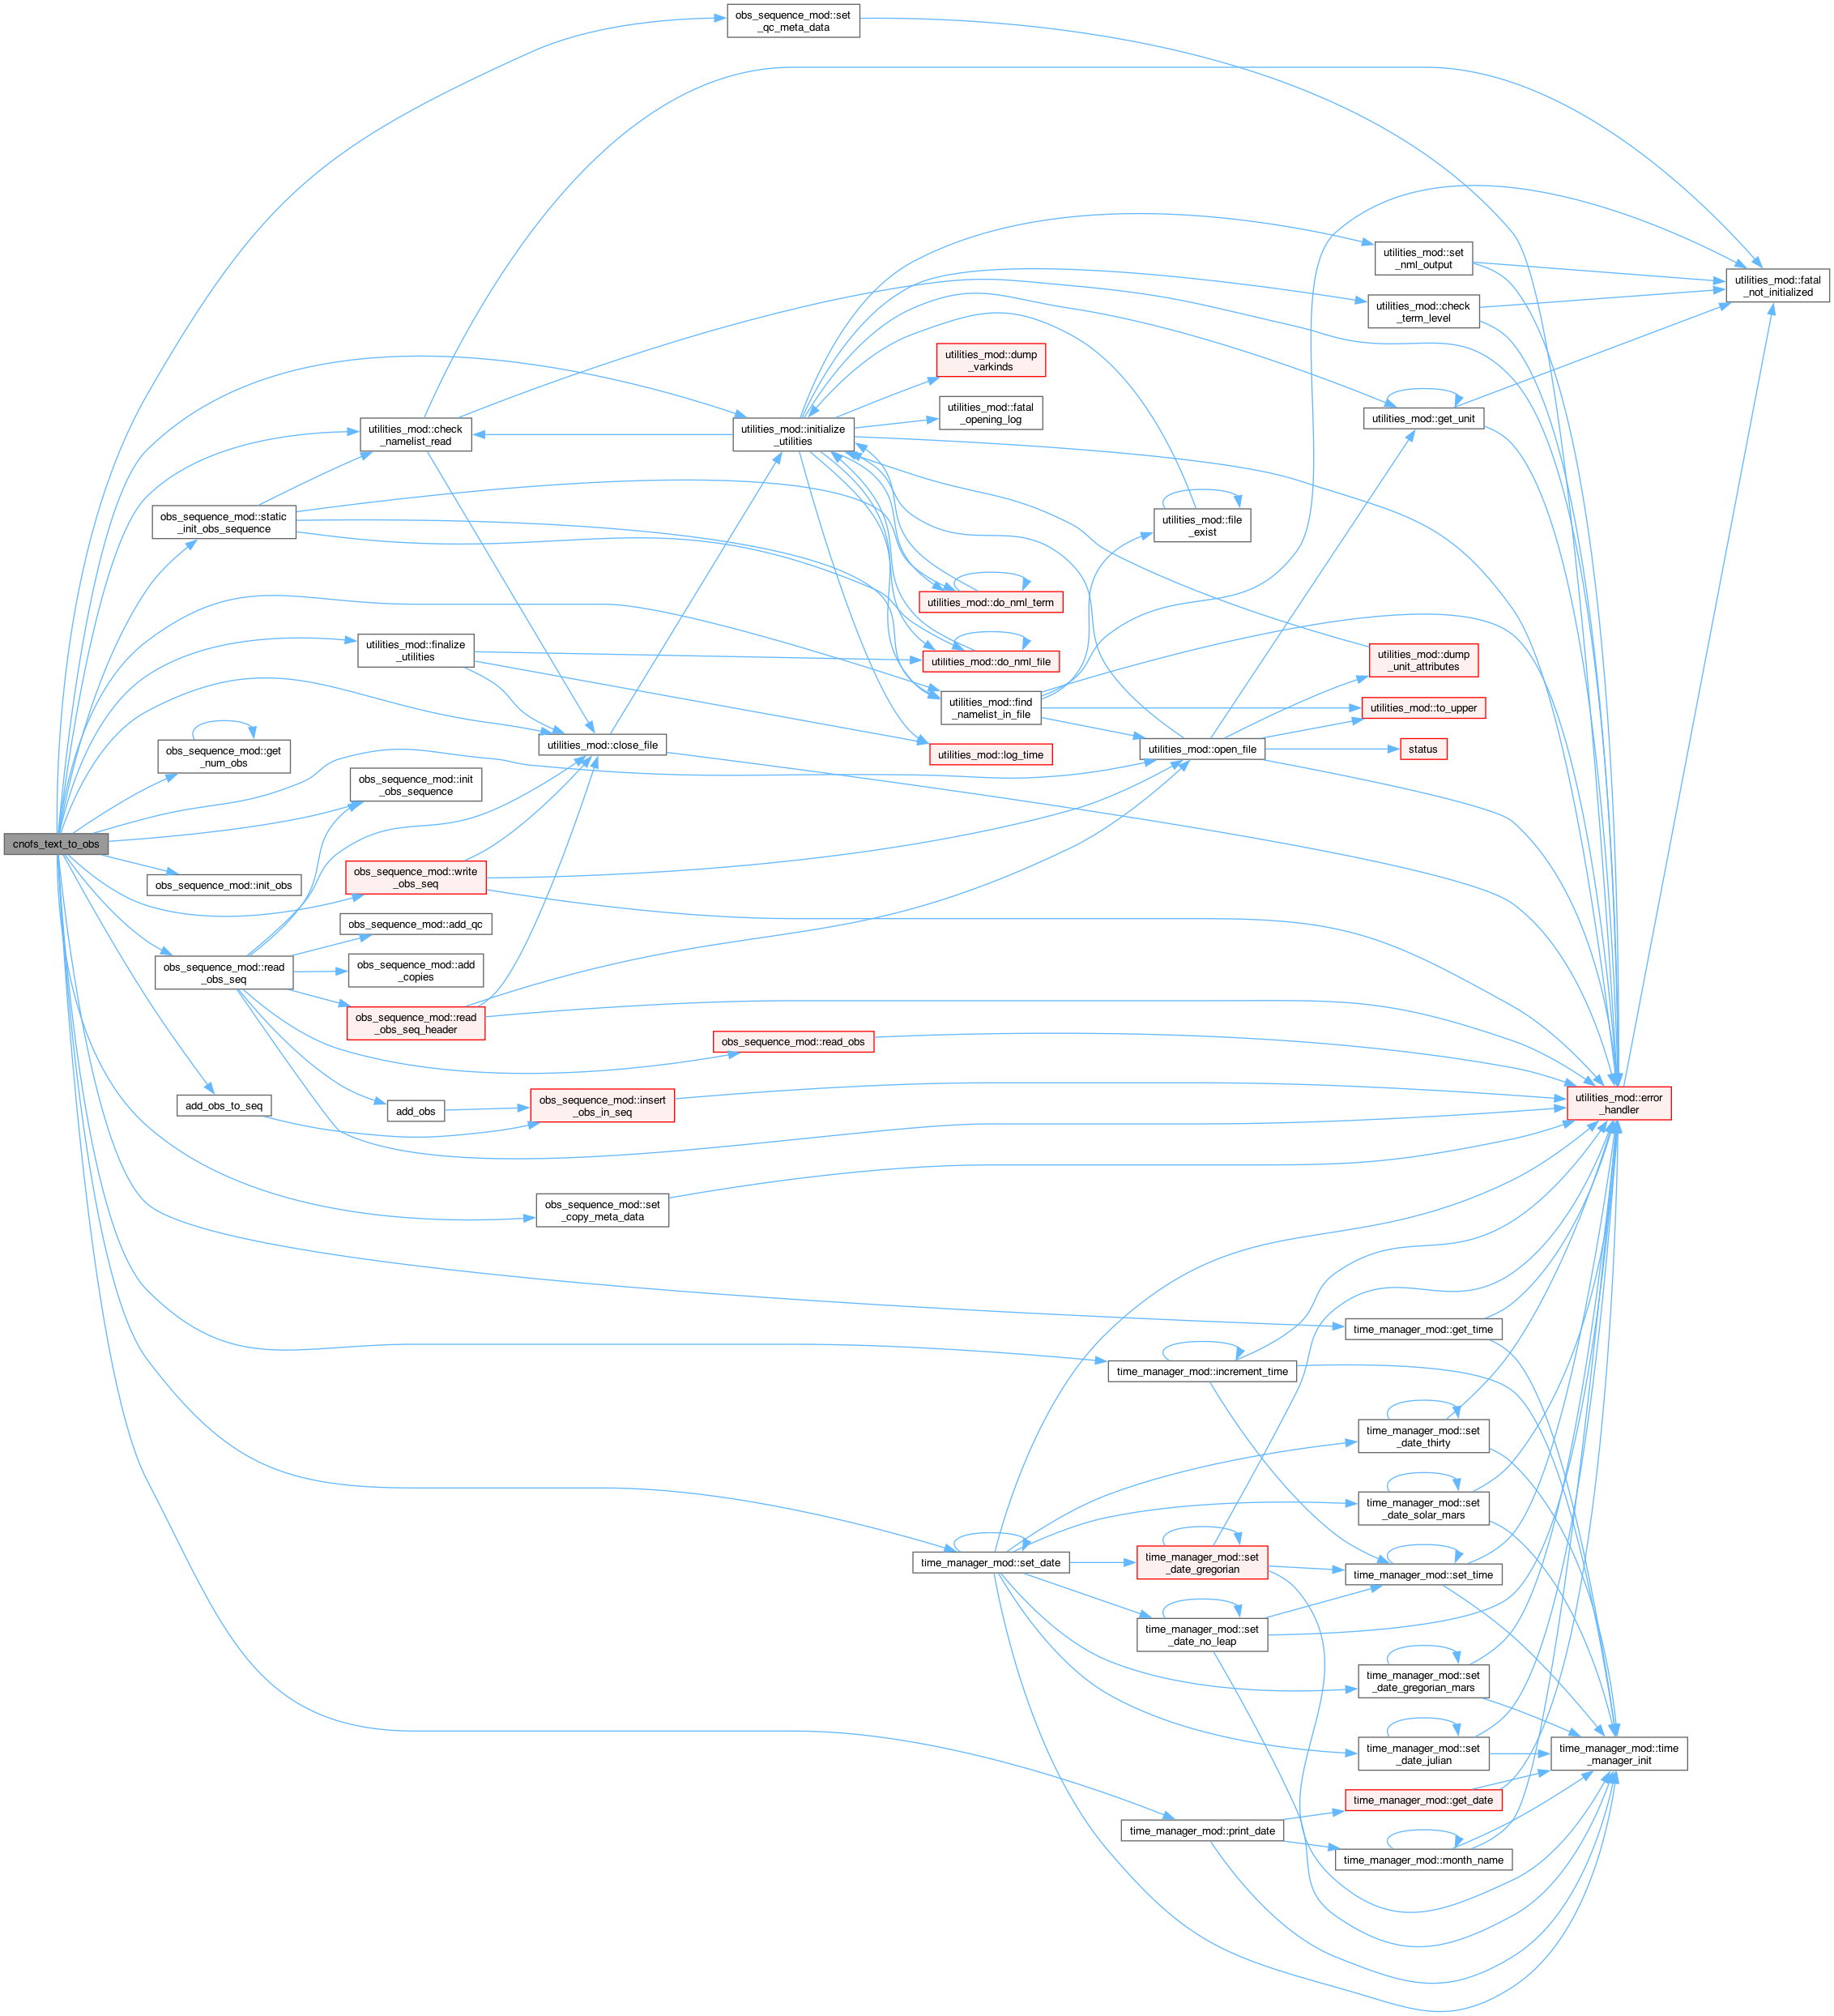 obs_sequence_mod::set
_qc_meta_data
utilities_mod::set
_nml_output
utilities_mod::fatal
_not_initialized
utilities_mod::check
_term_level
utilities_mod::dump
_varkinds
utilities_mod::fatal
_opening_log
utilities_mod::get_unit
utilities_mod::check
_namelist_read
utilities_mod::initialize
_utilities
obs_sequence_mod::static
_init_obs_sequence
utilities_mod::file
_exist
utilities_mod::do_nml_term
utilities_mod::finalize
_utilities
utilities_mod::do_nml_file
utilities_mod::dump
_unit_attributes
utilities_mod::find
_namelist_in_file
utilities_mod::to_upper
obs_sequence_mod::get
_num_obs
utilities_mod::close_file
utilities_mod::log_time
utilities_mod::open_file
status
obs_sequence_mod::init
_obs_sequence
cnofs_text_to_obs
obs_sequence_mod::init_obs
obs_sequence_mod::write
_obs_seq
obs_sequence_mod::add_qc
obs_sequence_mod::read
_obs_seq
obs_sequence_mod::add
_copies
obs_sequence_mod::read
_obs_seq_header
obs_sequence_mod::read_obs
add_obs_to_seq
add_obs
obs_sequence_mod::insert
_obs_in_seq
utilities_mod::error
_handler
obs_sequence_mod::set
_copy_meta_data
time_manager_mod::get_time
time_manager_mod::increment_time
time_manager_mod::set
_date_thirty
time_manager_mod::set
_date_solar_mars
time_manager_mod::set_date
time_manager_mod::set
_date_gregorian
time_manager_mod::set_time
time_manager_mod::set
_date_no_leap
time_manager_mod::set
_date_gregorian_mars
time_manager_mod::set
_date_julian
time_manager_mod::time
_manager_init
time_manager_mod::get_date
time_manager_mod::print_date
time_manager_mod::month_name